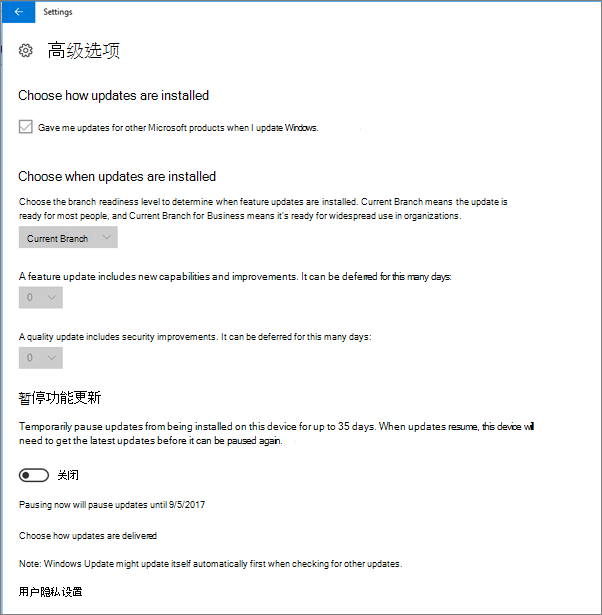 Settings
高级选项
Choose how updates are installed
Gave me updates for other Microsoft products when I update Windows.
Choose when updates are installed
Choose the branch readiness level to determine when feature updates are installed. Current Branch means the update is
ready for most people, and Current Branch for Business means it's ready for widespread use in organizations.
Current Branch
A feature update includes new capabilities and improvements. It can be deferred for this many days:
0
A quality update includes security improvements. It can be deferred for this many days:
0
暂停功能更新
Temporarily pause updates from being installed on this device for up to 35 days. When updates resume, this device will
need to get the latest updates before it can be paused again.
关闭
Pausing now will pause updates until 9/5/2017
Choose how updates are delivered
Note: Windows Update might update itself automatically first when checking for other updates.
用户隐私设置